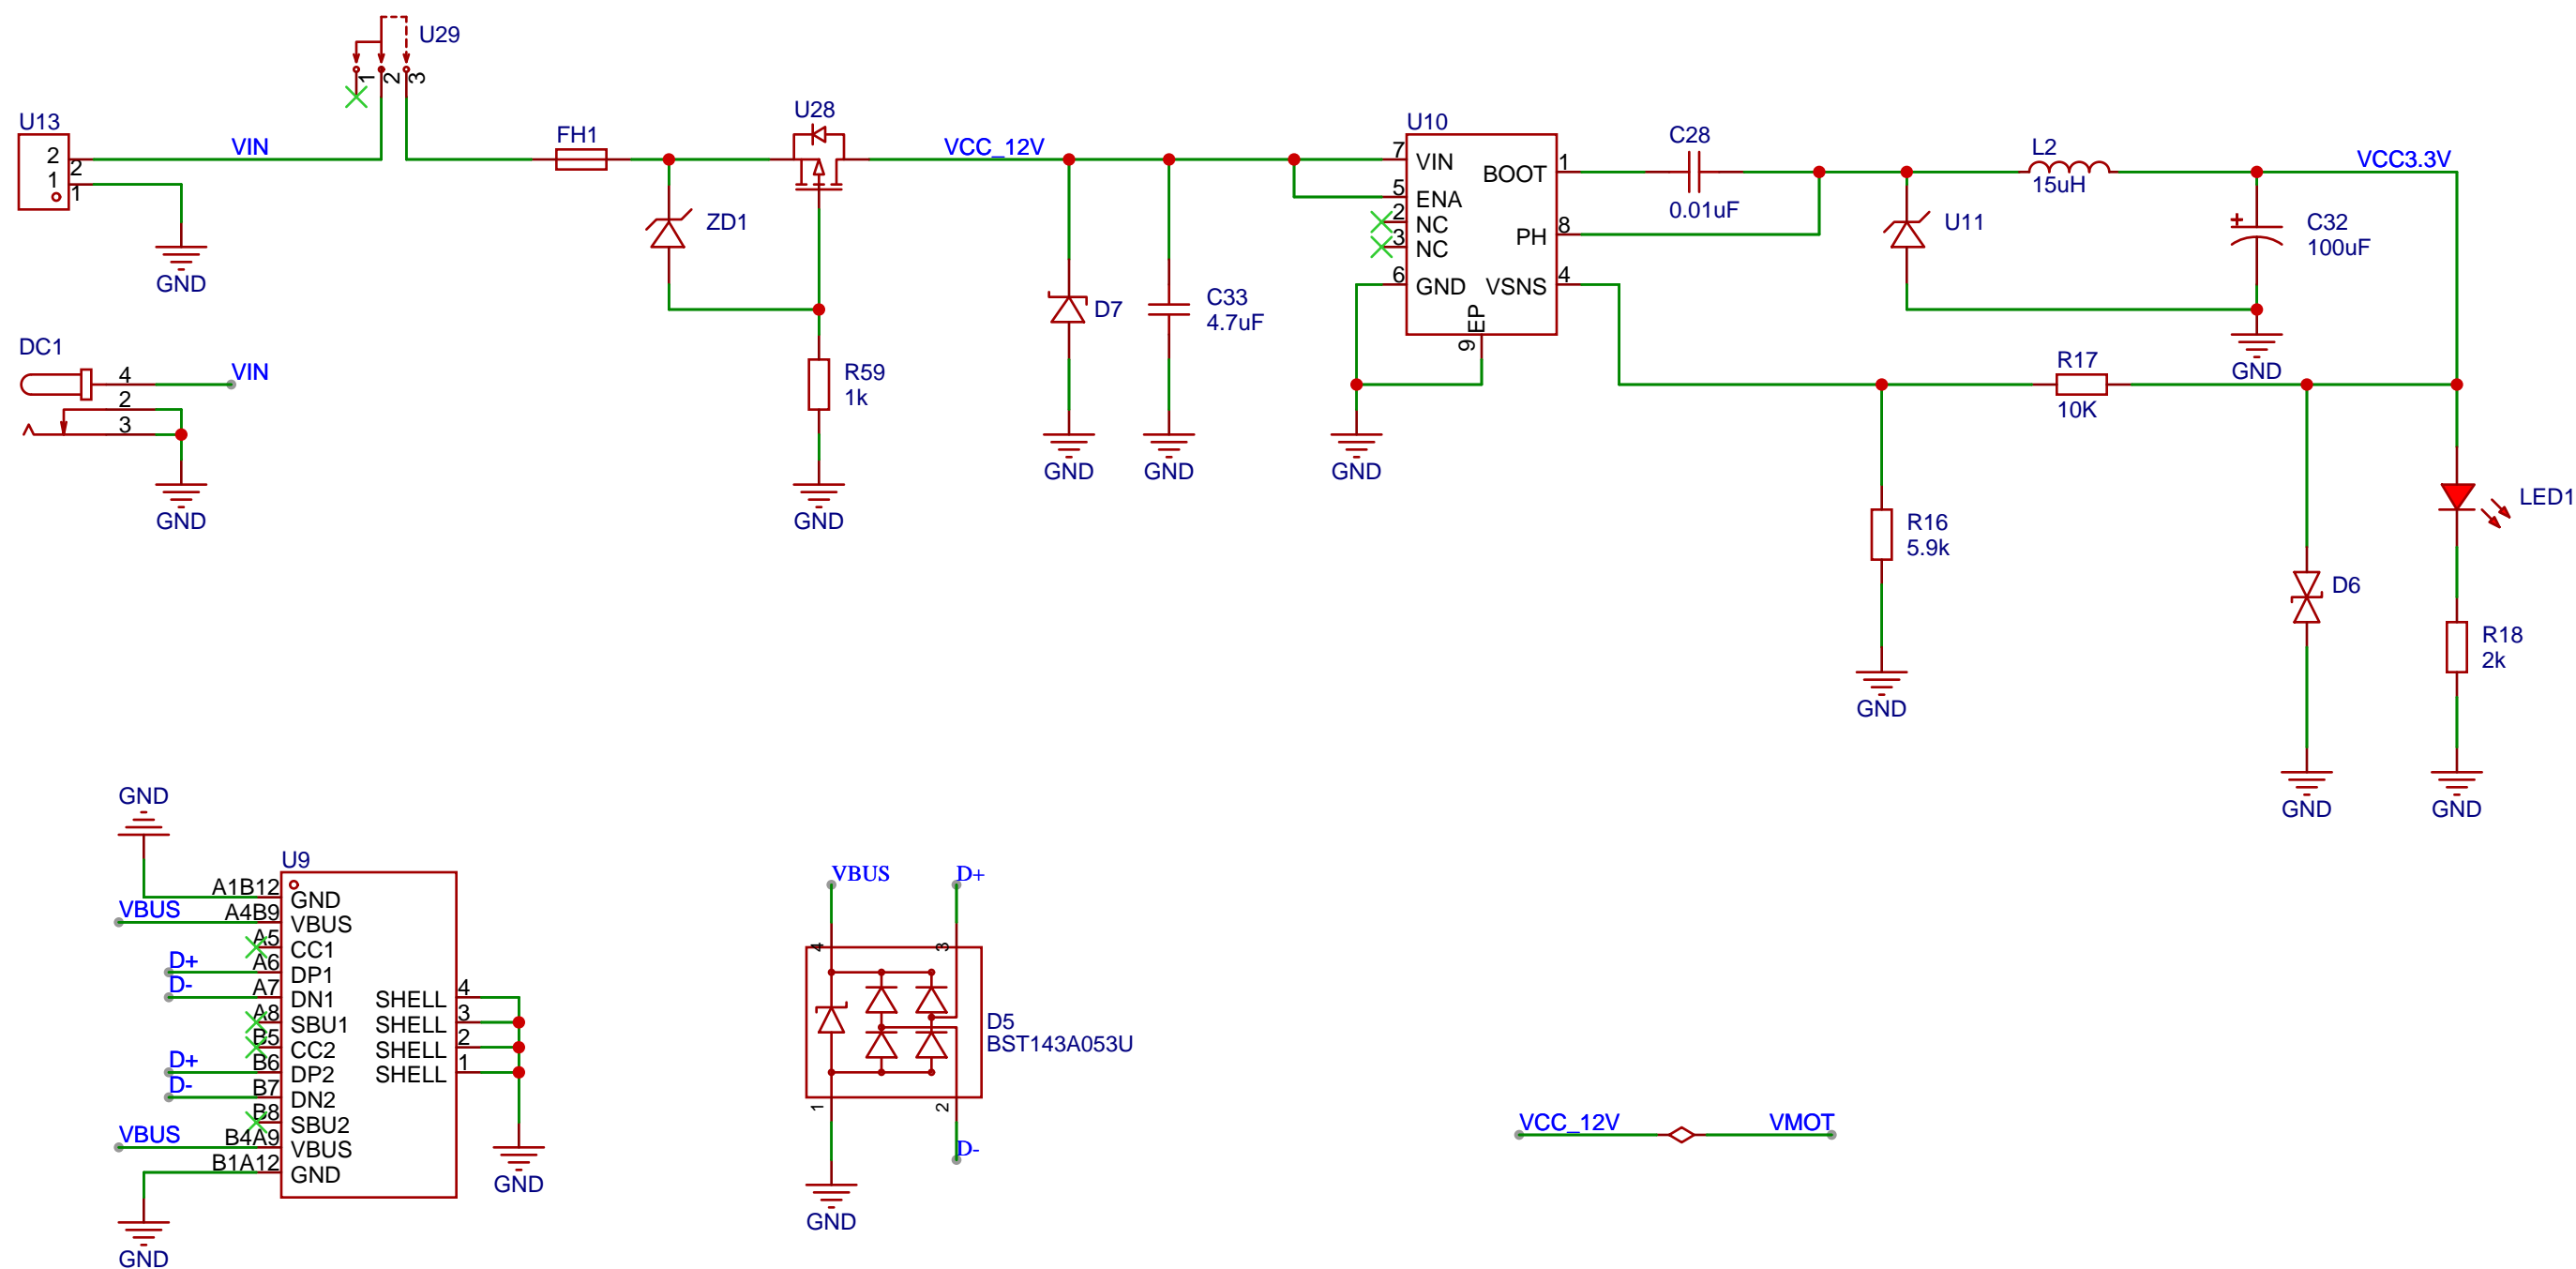 U29
1 2 3
U13
2 2
1 1
VIN
GND
DC1
4
2
3
VIN
GND
FH1
U28
ZD1
R59
1k
GND
VCC_12V
D7
GND
C33
4.7uF
GND
U10
7 VIN
5 ENA
2 NC
3 NC
6 GND
BOOT 1
PH 8
VSNS 4
EP
9
GND
C28
0.01uF
L2
15uH
VCC3.3V
U11
C32
100uF
GND
R17
10K
R16
5.9k
GND
D6
GND
LED1
R18
2k
GND
GND
U9
A1B12 GND
VBUS A4B9 VBUS
A5 CC1
D+ A6 DP1
D- A7 DN1
A8 SBU1
B5 CC2
D+ B6 DP2
D- B7 DN2
B8 SBU2
VBUS B4A9 VBUS
B1A12 GND
SHELL 4
SHELL 3
SHELL 2
SHELL 1
GND
GND
VBUS
D+
4
3
D5
BST143A053U
1
2
D-
GND
VCC_12V
VMOT